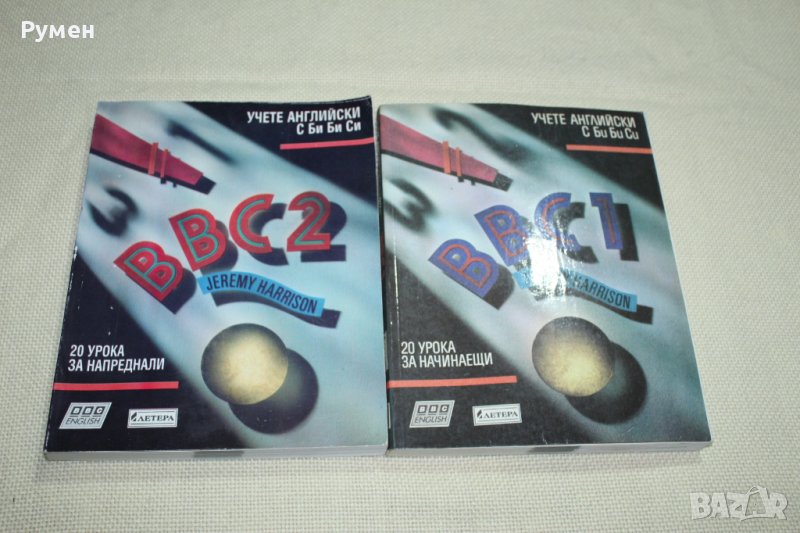 Румен
УЧЕТЕ АНГЛИЙСКИ
С Би Би Си
BBC2
JEREMY HARRISON
20 УРОКА
ЗА НАПРЕДНАЛИ
BBC
ENGLISH
ЛЕТЕРА
УЧЕТЕ АНГЛИЙСКИ
С Би Би Си
BBC1
HARRISON
20 УРОКА
ЗА НАЧИНАЕЩИ
BBC
ENGLISH
ЛЕТЕРА
BAZAR